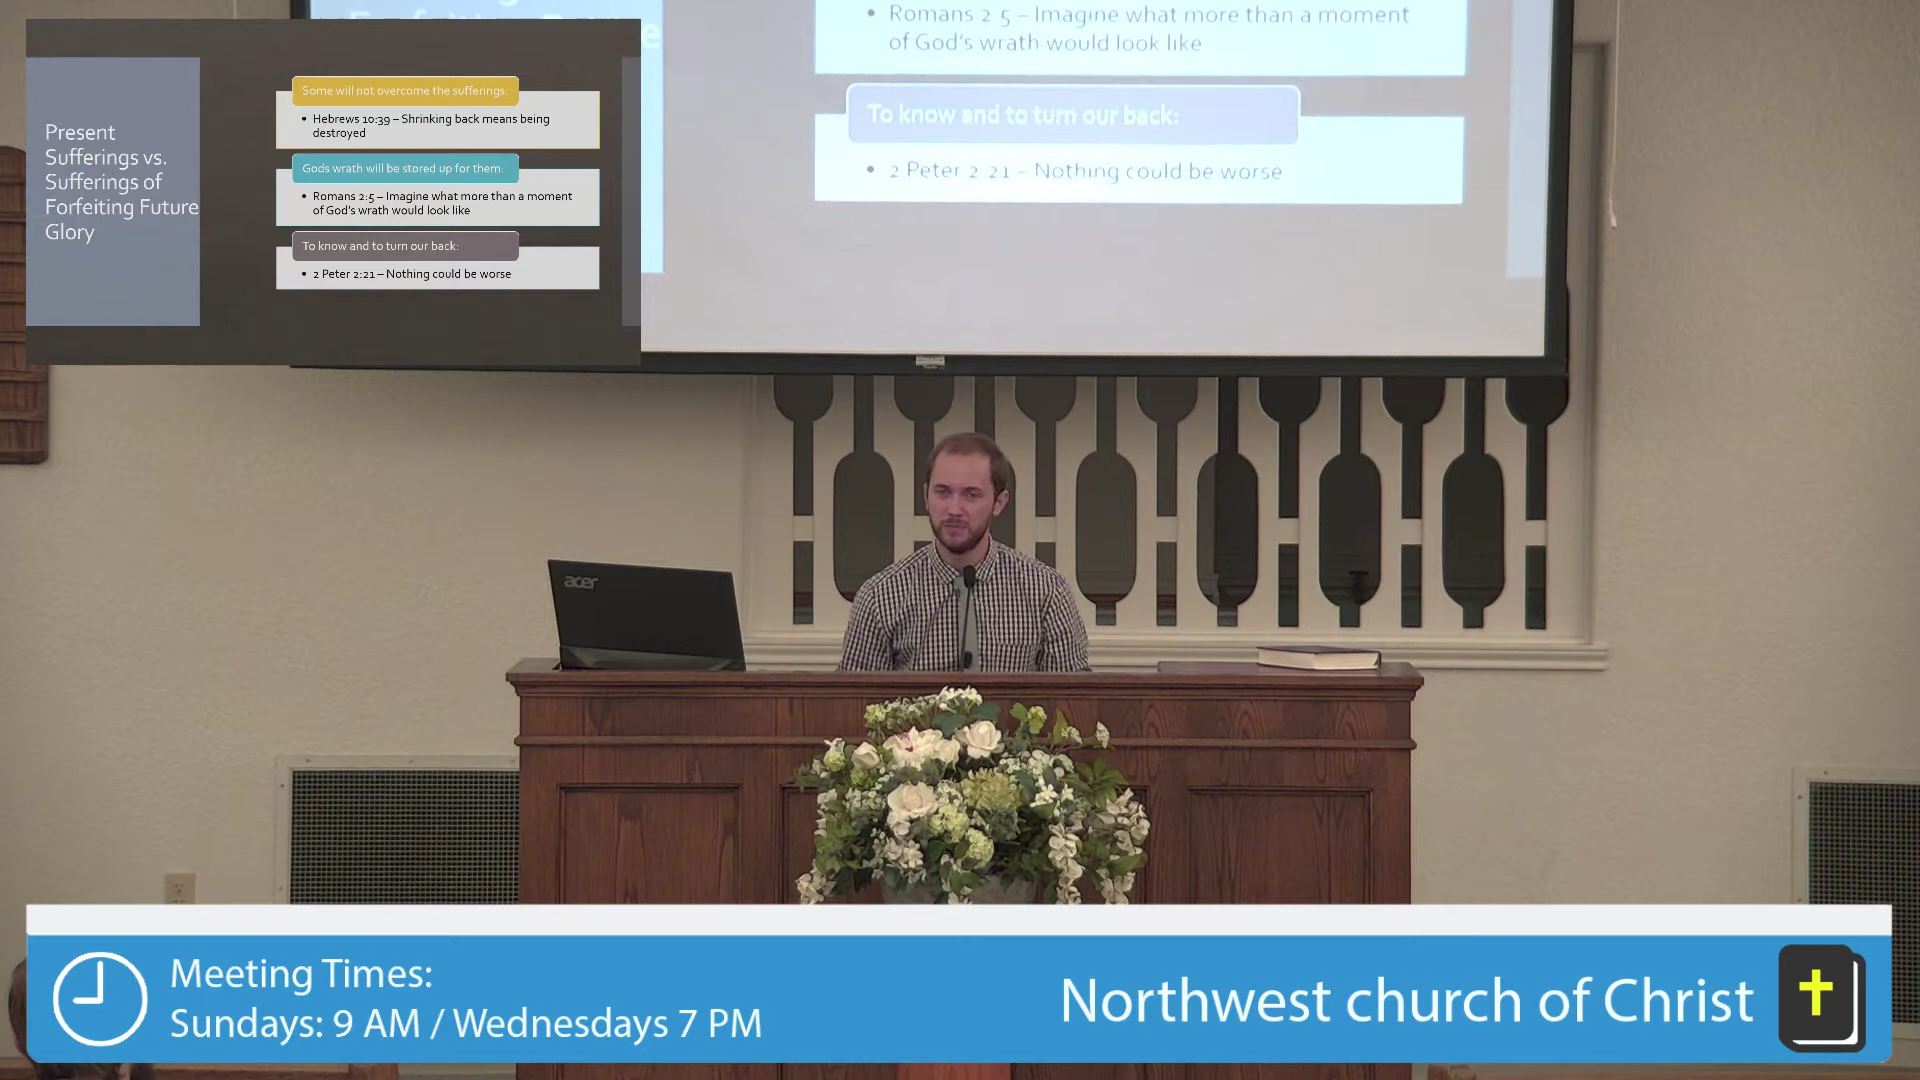 Present
Sufferings vs.
Sufferings of
Forfeiting Future
Glory
Some will not overcome the sufferings:
• Hebrews 10:39 – Shrinking back means being
destroyed
Gods wrath will be stored up for them:
• Romans 2:5 – Imagine what more than a moment
of God's wrath would look like
To know and to turn our back:
• 2 Peter 2:21 – Nothing could be worse
• Romans 2 5 – Imagine what more than a moment
of God's wrath would look like
To know and to turn our back:
• 2 Peter 2 21 – Nothing could be worse
acer
Meeting Times:
Sundays: 9 AM / Wednesdays 7 PM
Northwest church of Christ